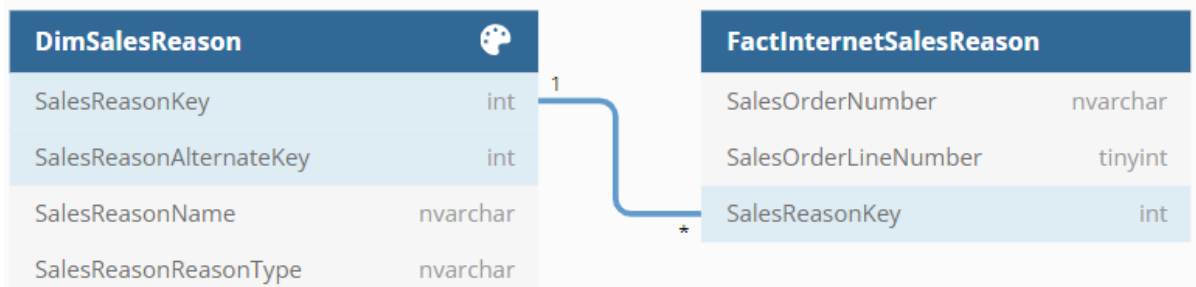 DimSalesReason
SalesReasonKey int
SalesReasonAlternateKey int
SalesReasonName nvarchar
SalesReasonReasonType nvarchar
1
*
FactInternetSalesReason
SalesOrderNumber nvarchar
SalesOrderLineNumber tinyint
SalesReasonKey int